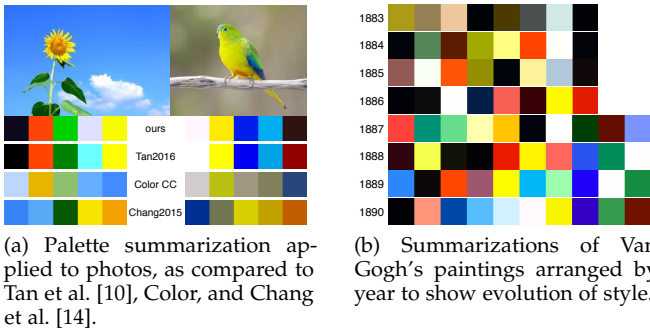 ours
Tan2016
Color CC
Chang2015
(a) Palette summarization ap-
plied to photos, as compared to
Tan et al. [10], Color, and Chang
et al. [14].
1883
1884
1885
1886
1887
1888
1889
1890
(b) Summarizations of Van
Gogh's paintings arranged by
year to show evolution of style.